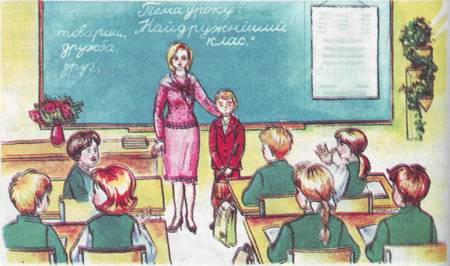 Тема уроку:
„Найдружніший
клас."
товариш,
дружба,
друг.